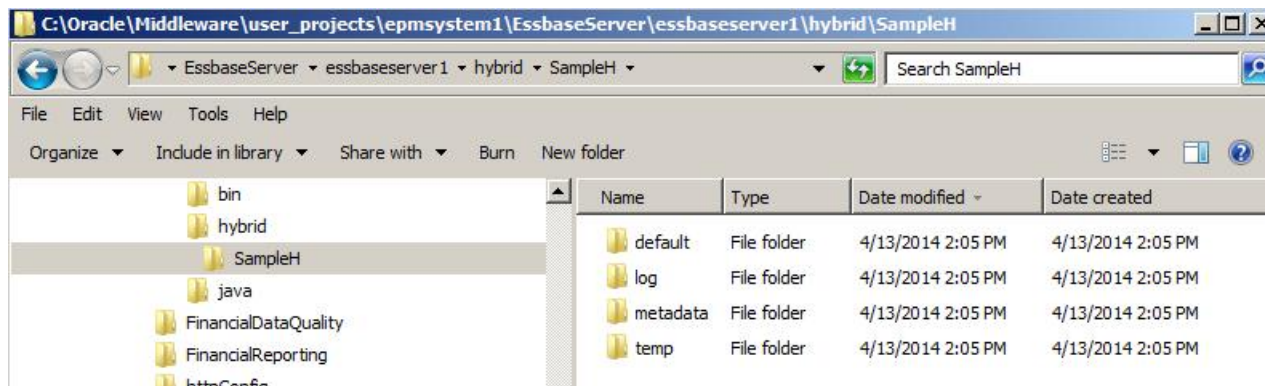 C:\Oracle\Middleware\user_projects\epmsystem1\EssbaseServer\essbaseserver1\hybrid\SampleH
EssbaseServer essbaseserver1 hybrid SampleH Search SampleH
File Edit View Tools Help
Organize Include in library Share with Burn New folder
bin
hybrid
SampleH
java
FinancialDataQuality
FinancialReporting
httpConfig
Name Type Date modified Date created
default File folder 4/13/2014 2:05 PM 4/13/2014 2:05 PM
log File folder 4/13/2014 2:05 PM 4/13/2014 2:05 PM
metadata File folder 4/13/2014 2:05 PM 4/13/2014 2:05 PM
temp File folder 4/13/2014 2:05 PM 4/13/2014 2:05 PM